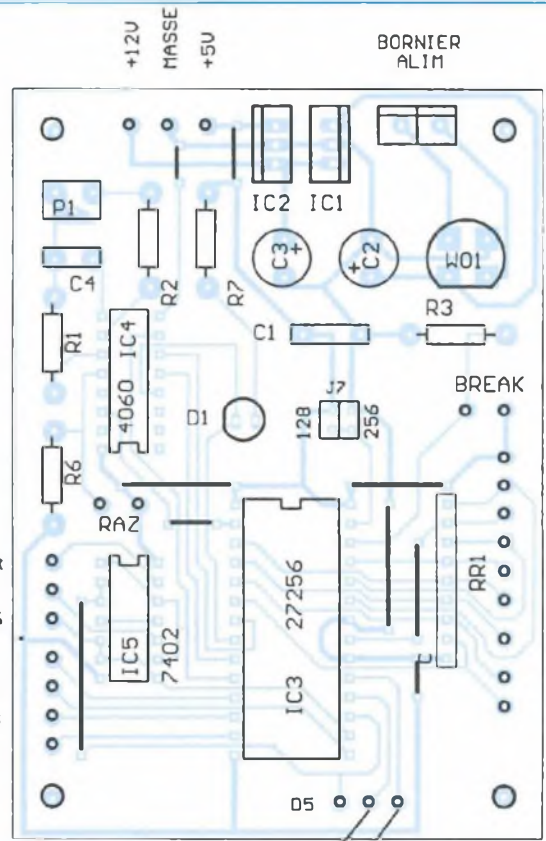 +12V
MASSE
+5V
BORNIER
ALIM
P1
IC2
IC1
C3+
+C2
W01
C4
R2
R7
R3
R1
4060 IC4
C1
J7
BREAK
D1
128
256
R6
RAZ
RR1
IC5
7402
IC3
27256
D5